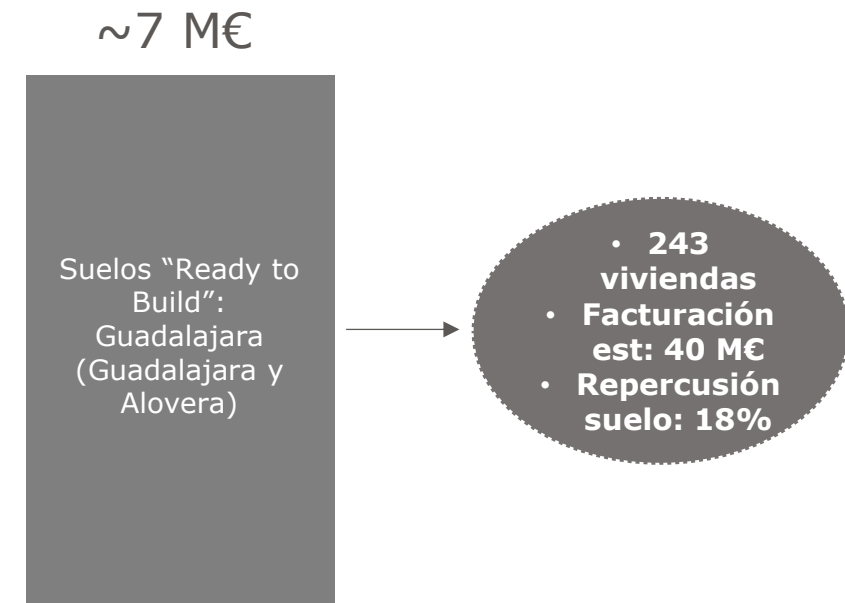 ~7 M€
Suelos “Ready to
Build”:
Guadalajara
(Guadalajara y
Alovera)
• 243
viviendas
• Facturación
est: 40 M€
• Repercusión
suelo: 18%